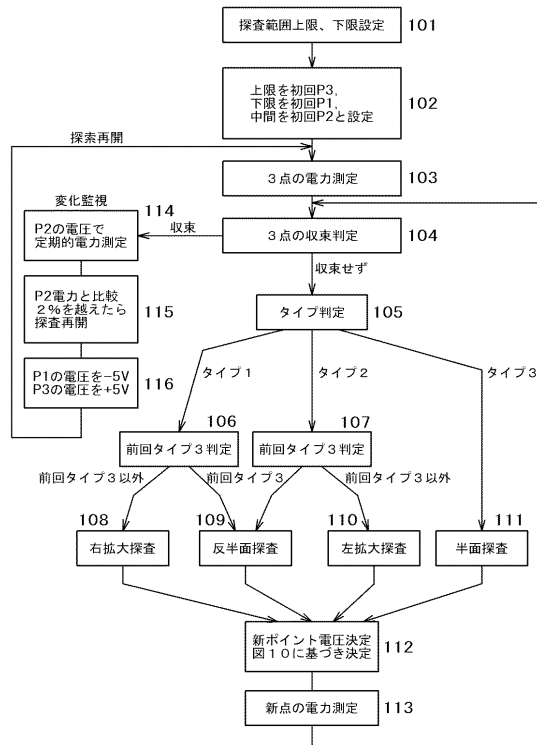 探査範囲上限、下限設定
101
上限を初回P3,
下限を初回P1,
中間を初回P2と設定
102
探索再開
3点の電力測定
103
変化監視
114
P2の電圧で
定期的電力測定
収束
3点の収束判定
104
収束せず
P2電力と比較
2%を越えたら
探査再開
115
タイプ判定
105
116
P1の電圧を−5V
P3の電圧を+5V
タイプ1
タイプ2
タイプ3
106
107
前回タイプ3判定
前回タイプ3判定
前回タイプ3以外
前回タイプ3
前回タイプ3以外
108
109
110
111
右拡大探査
反半面探査
左拡大探査
半面探査
新ポイント電圧決定
図10に基づき決定
112
新点の電力測定
113